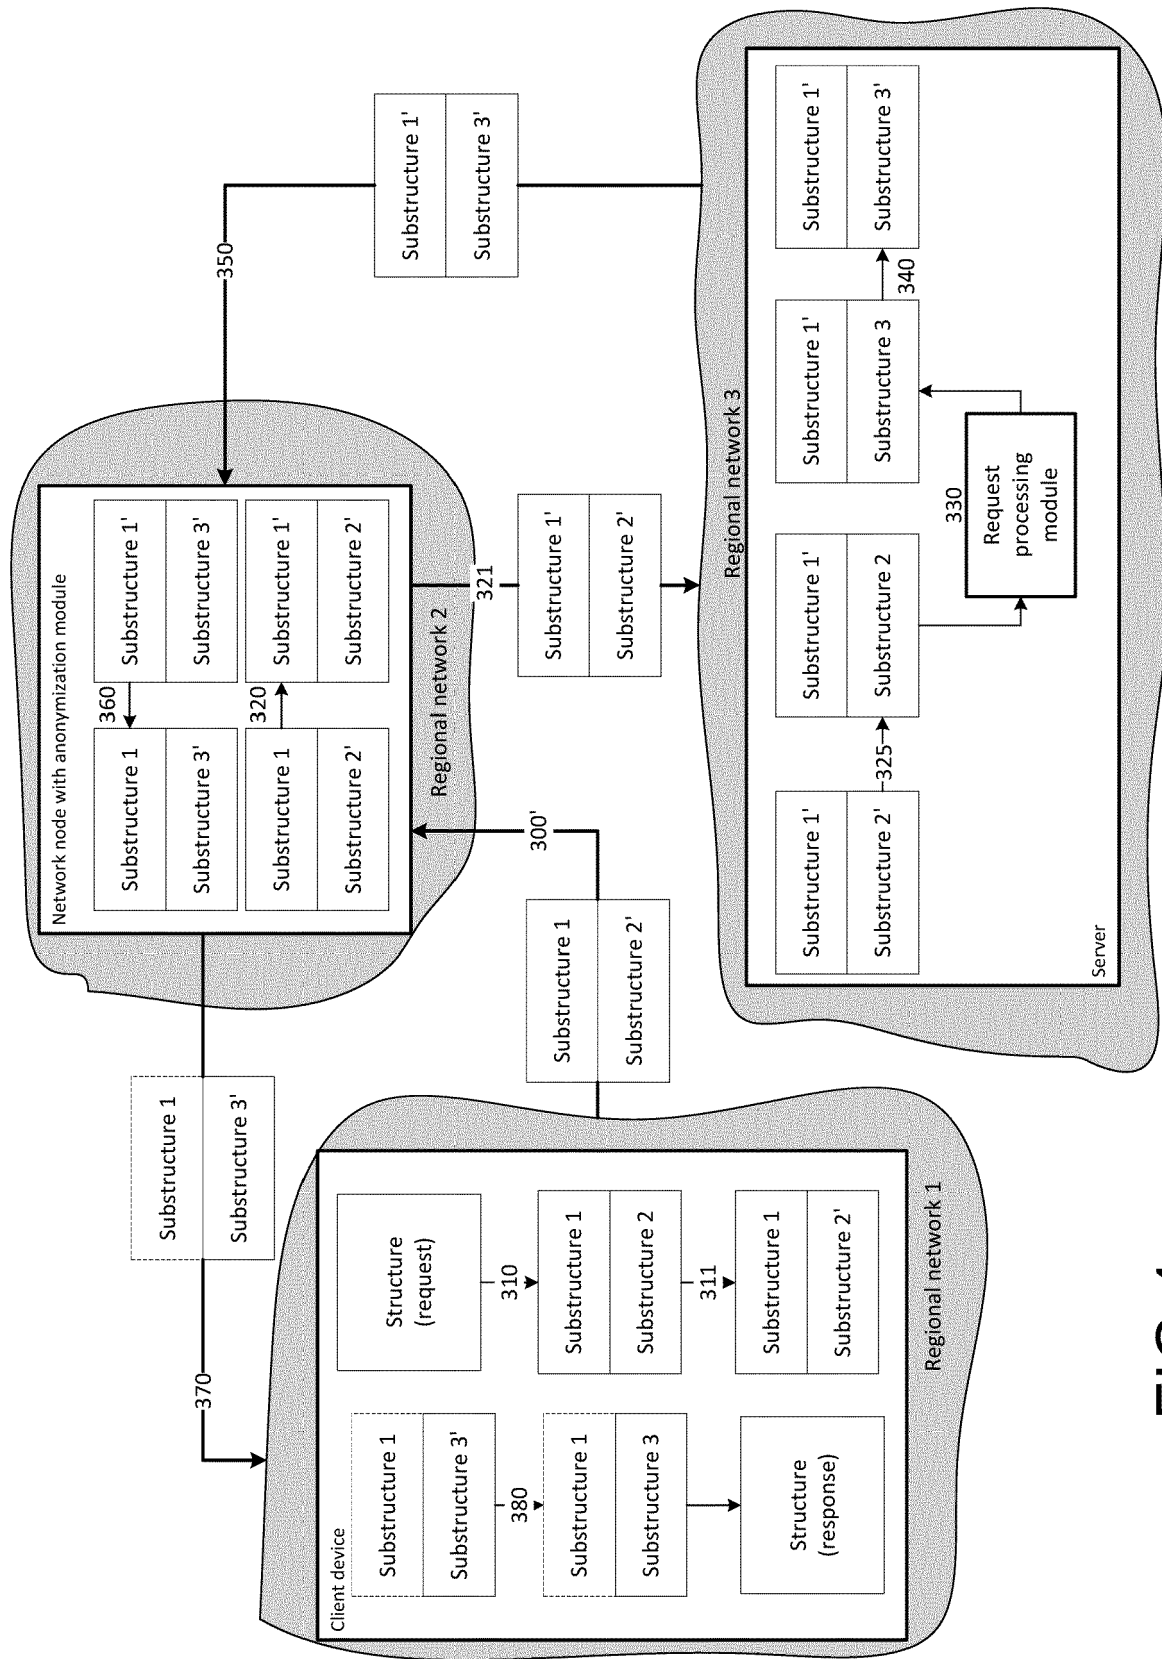 Client device
Substructure 1
Substructure 3'
380
Substructure 1
Substructure 3
Structure
(response)
Structure
(request)
310
Substructure 1
Substructure 2
311
Substructure 1
Substructure 2'
Regional network 1
370
Substructure 1
Substructure 3'
Substructure 1
Substructure 2'
300'
Network node with anonymization module
Substructure 1
Substructure 3'
360
Substructure 1'
Substructure 3'
Substructure 1
Substructure 2'
320
Substructure 1'
Substructure 2'
Regional network 2
321
Substructure 1'
Substructure 2'
350
Substructure 1'
Substructure 3'
Regional network 3
Substructure 1'
Substructure 2'
325
Substructure 1'
Substructure 2
330
Request
processing
module
Substructure 1'
Substructure 3
340
Substructure 1'
Substructure 3'
Server